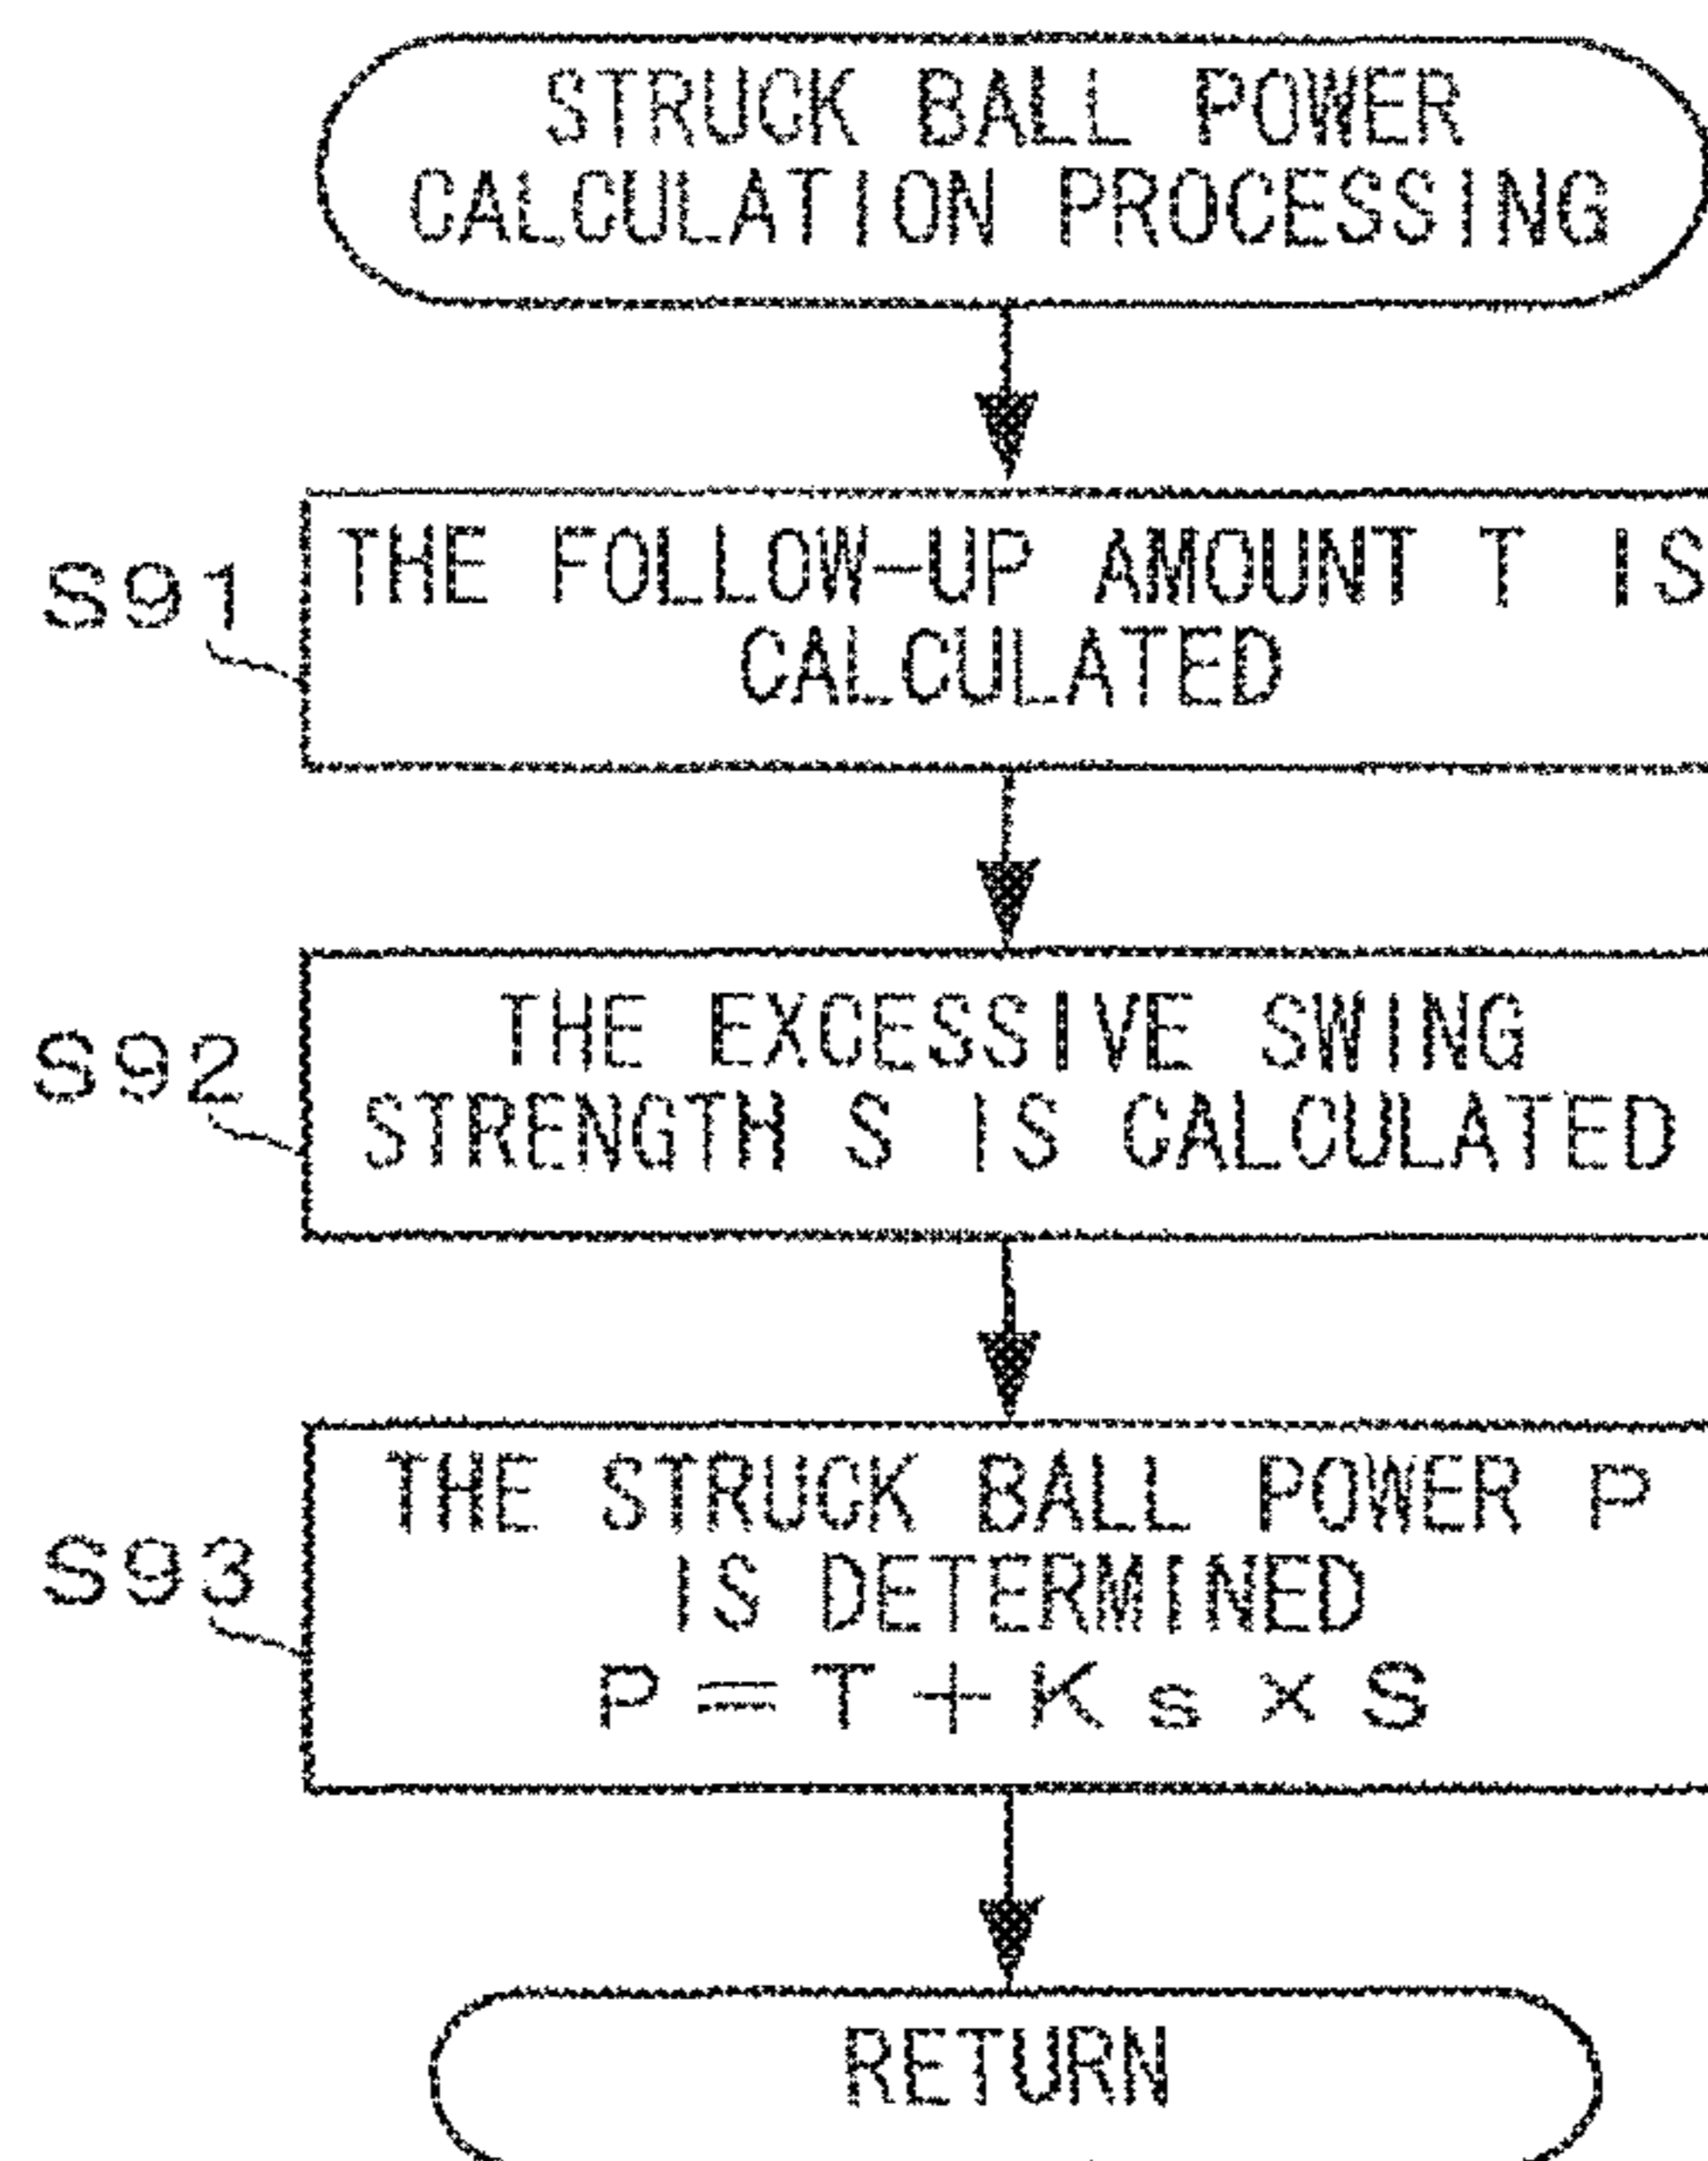 STRUCK BALL POWER
CALCULATION PROCESSING
S91
THE FOLLOW-UP AMOUNT T IS
CALCULATED
S92
THE EXCESSIVE SWING
STRENGTH S IS CALCULATED
S93
THE STRUCK BALL POWER P
IS DETERMINED
P=T+Ks×S
RETURN